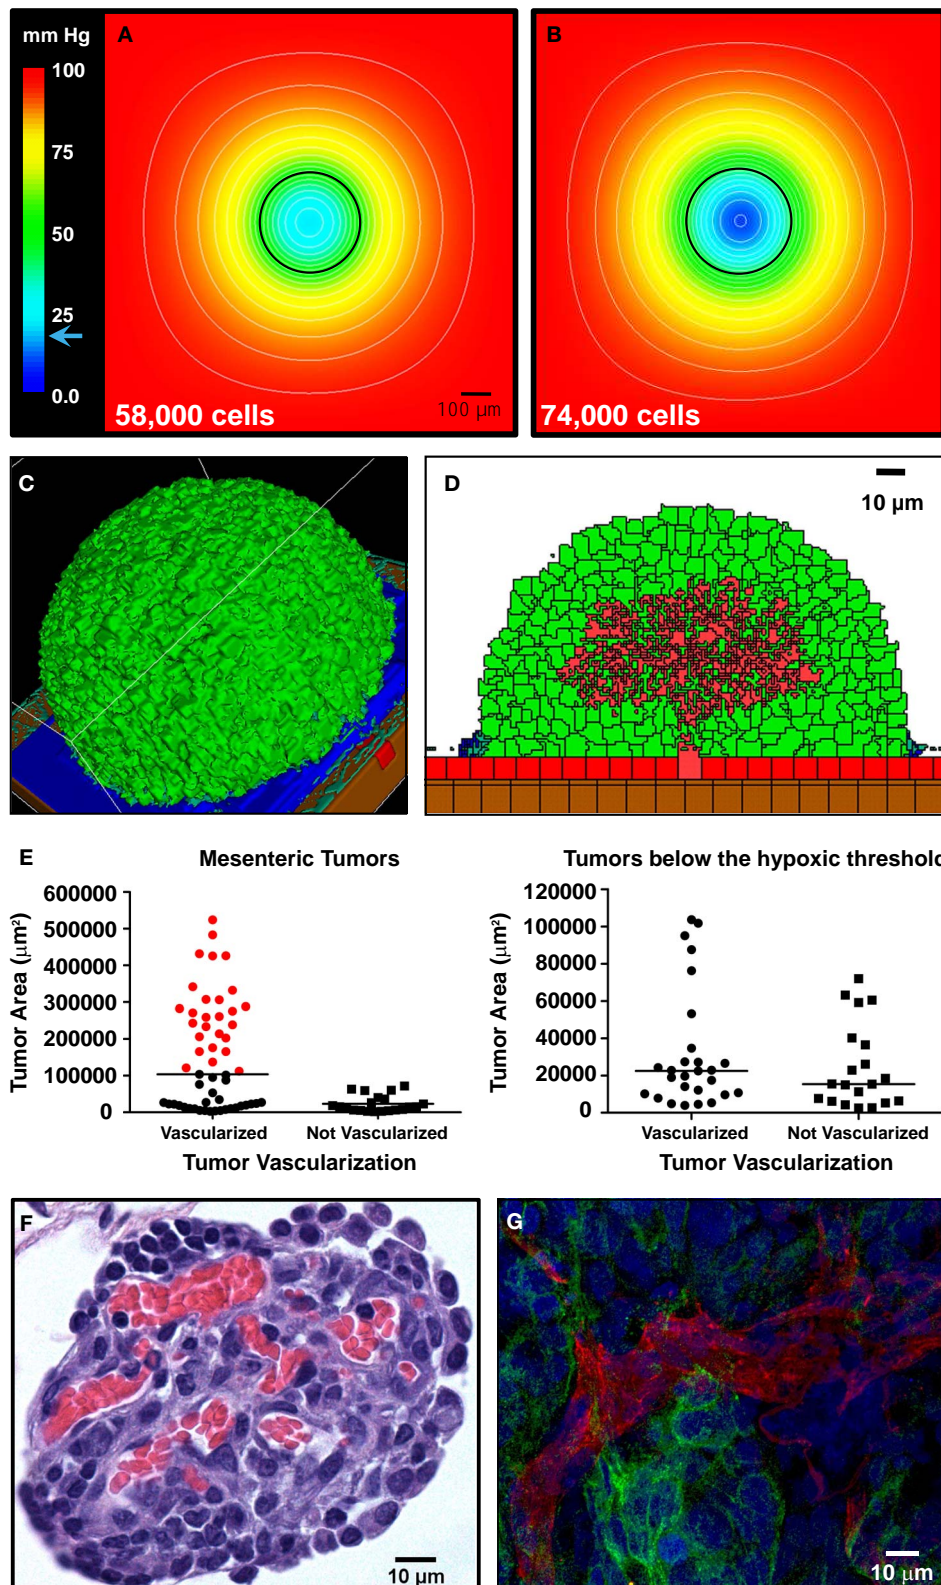 mm Hg
A
B
100
75
50
25
0.0
58,000 cells
100 µm
74,000 cells
C
D
10 µm
E
Mesenteric Tumors
Tumors below the hypoxic threshol
Tumor Area (µm²)
600000
500000
400000
300000
200000
100000
0
Vascularized
Not Vascularized
Tumor Vascularization
Tumor Area (µm²)
120000
100000
80000
60000
40000
20000
0
Vascularized
Not Vascularized
Tumor Vascularization
F
10 µm
G
10 µm